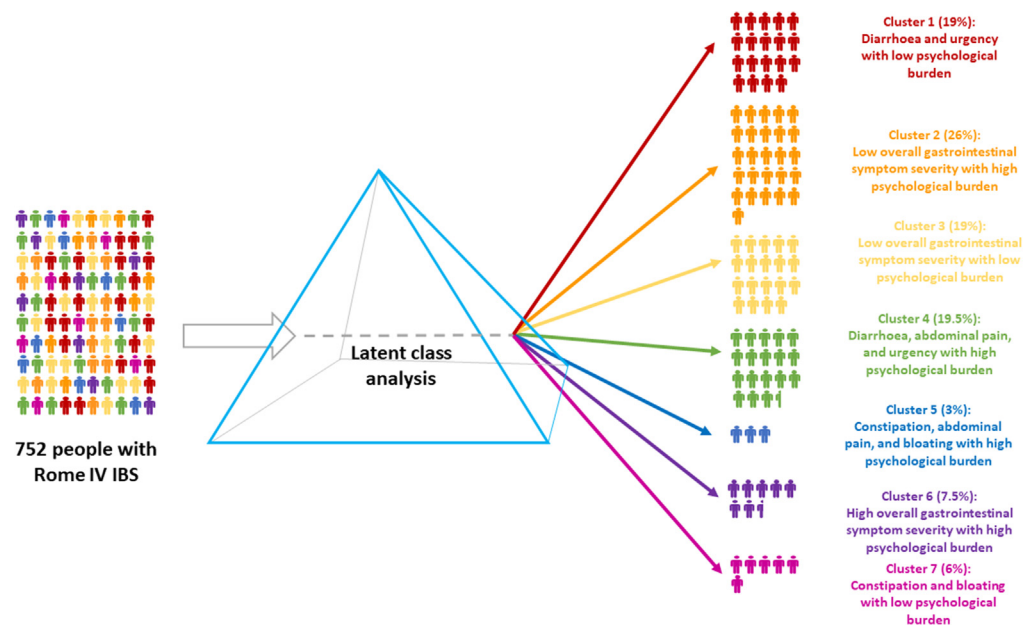 Cluster 1 (19%):
Diarrhoea and urgency
with low psychological
burden
Cluster 2 (26%):
Low overall gastrointestinal
symptom severity with high
psychological burden
Cluster 3 (19%):
Low overall gastrointestinal
symptom severity with low
psychological burden
Cluster 4 (19.5%):
Diarrhoea, abdominal pain,
and urgency with high
psychological burden
Cluster 5 (3%):
Constipation, abdominal
pain, and bloating with high
psychological burden
Cluster 6 (7.5%):
High overall gastrointestinal
symptom severity with high
psychological burden
Cluster 7 (6%):
Constipation and bloating
with low psychological
burden
Latent class
analysis
752 people with
Rome IV IBS